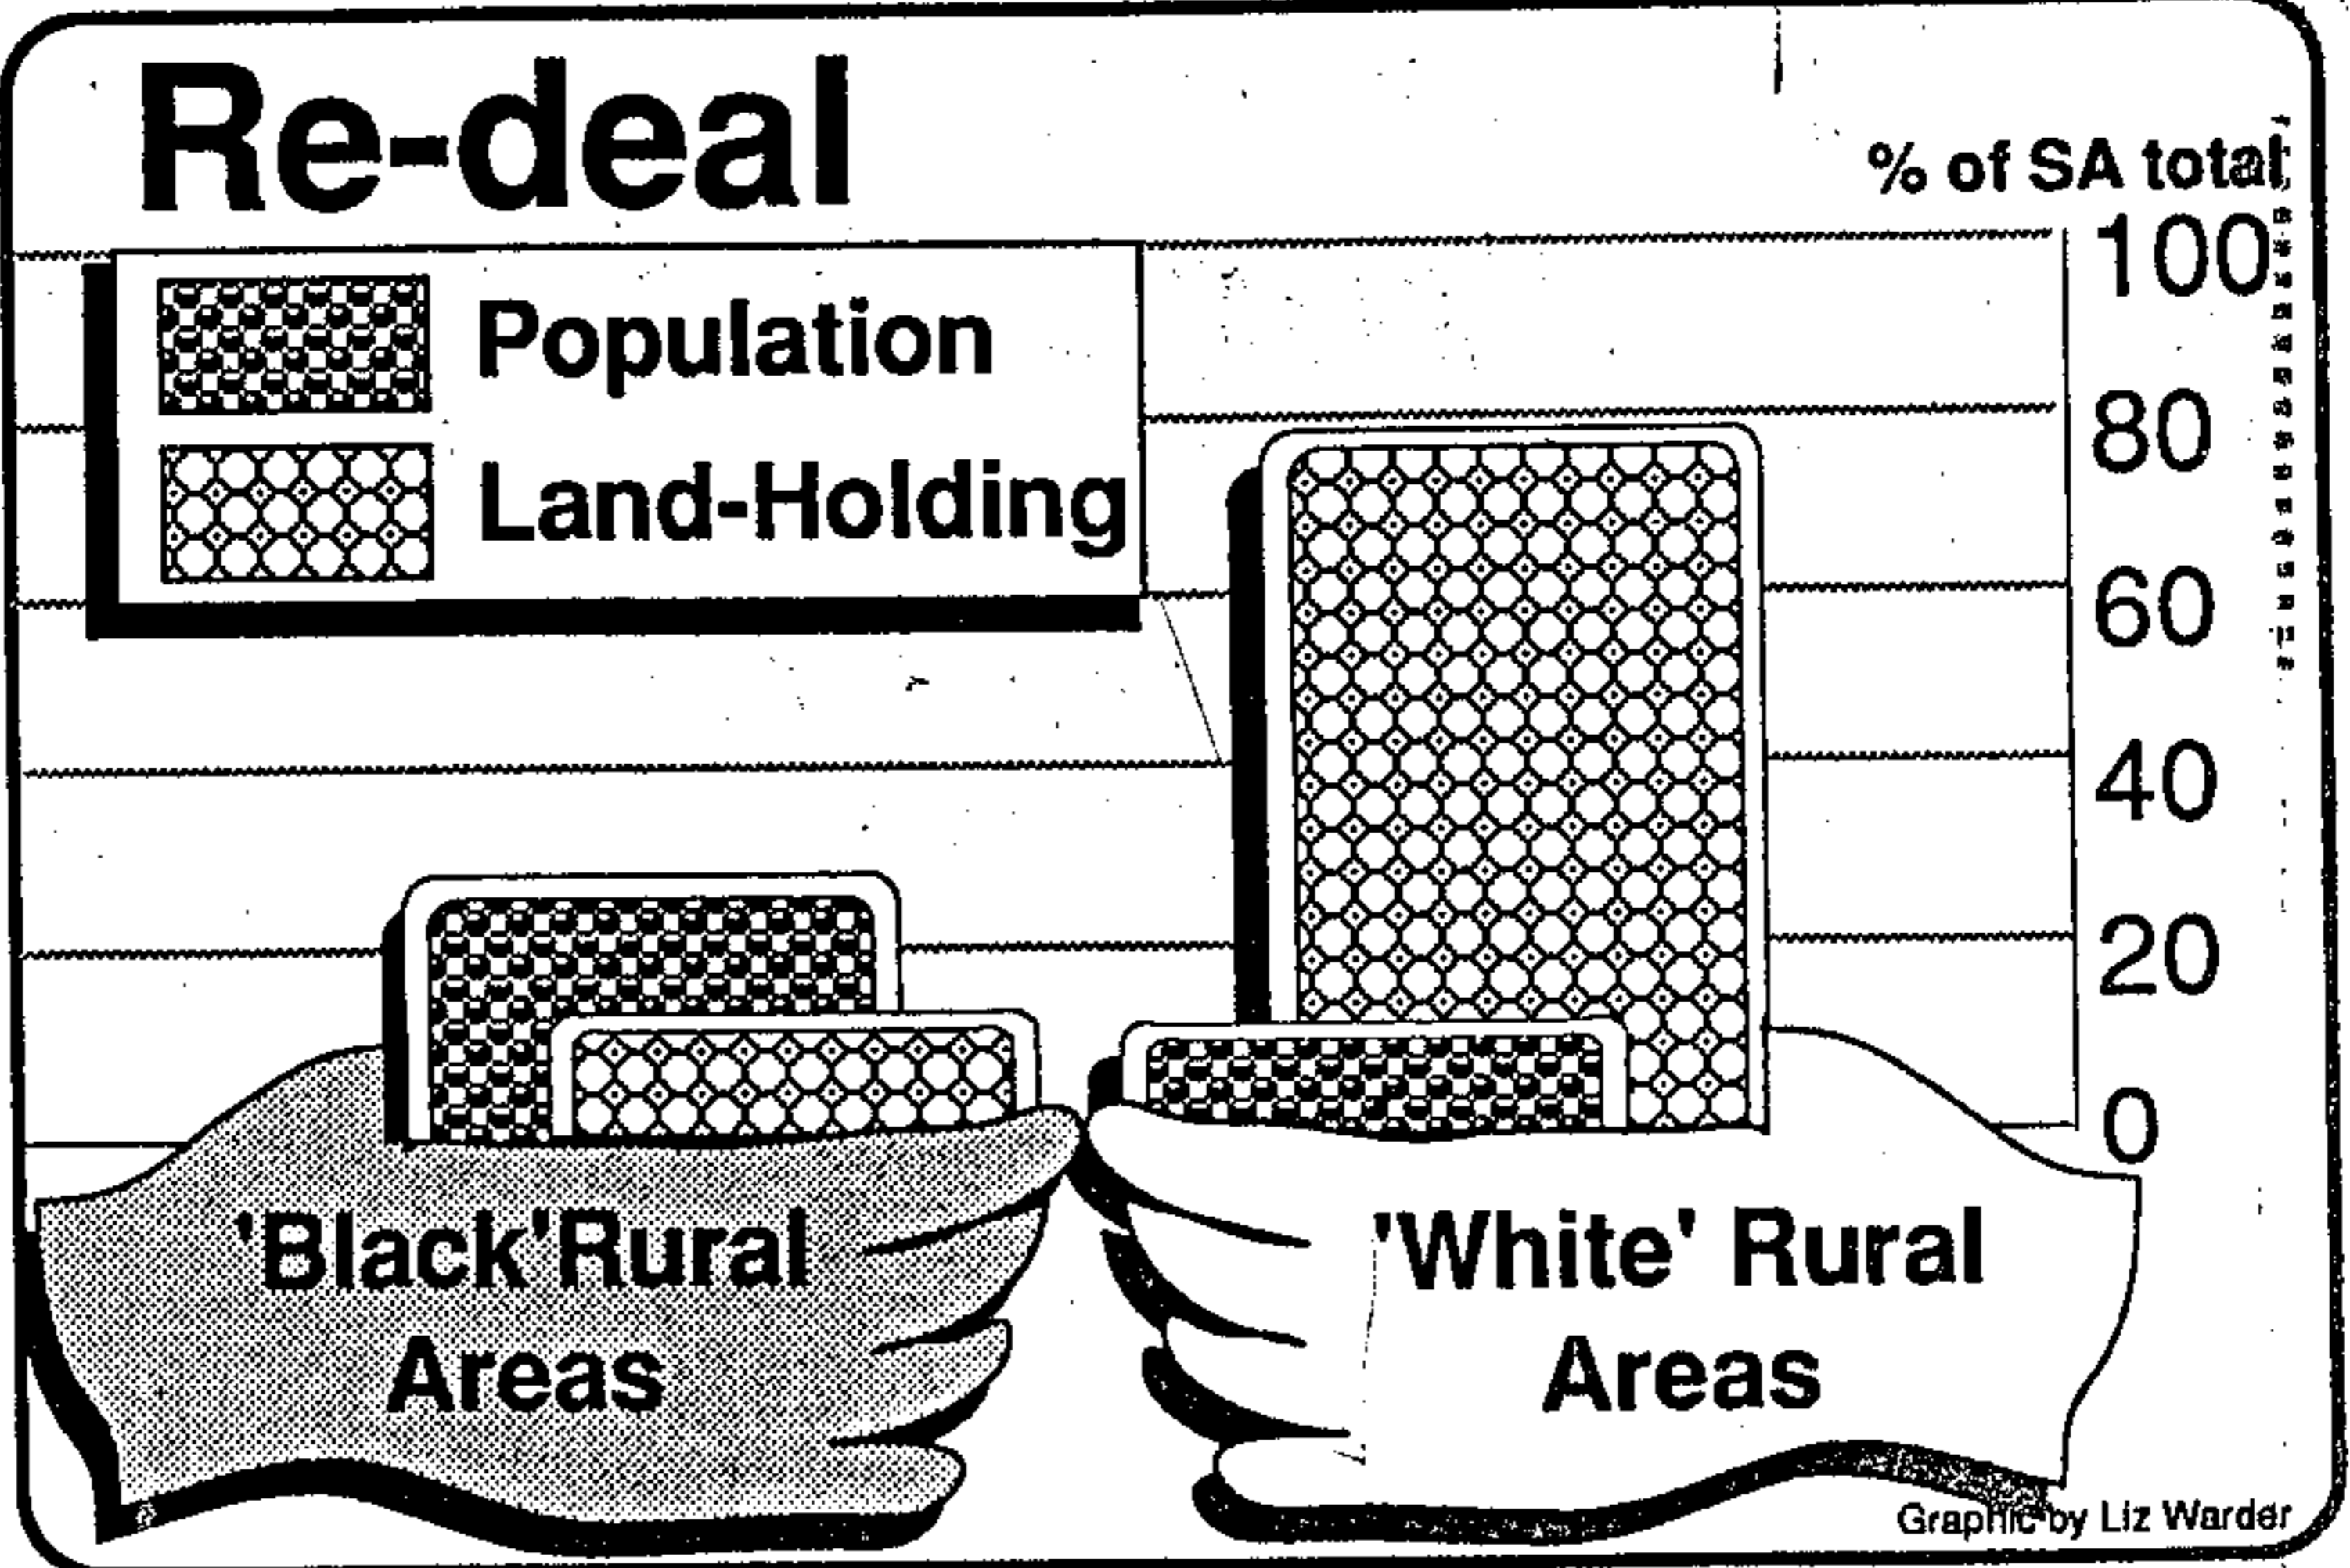 Re-deal
% of SA total
Population
Land-Holding
100
80
60
40
20
0
'Black'Rural
Areas
'White' Rural
Areas
Graphic by Liz Warder